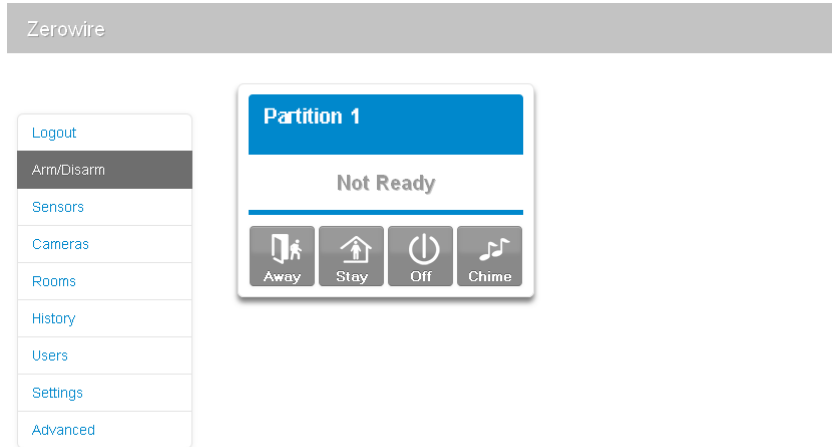 Zerowire
Logout
Arm/Disarm
Sensors
Cameras
Rooms
History
Users
Settings
Advanced
Partition 1
Not Ready
Away Stay Off Chime